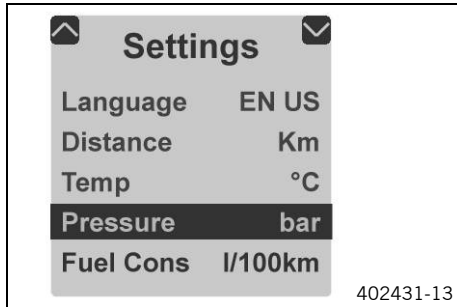 Settings
Language EN US
Distance Km
Temp °C
Pressure bar
Fuel Cons l/100km
402431-13